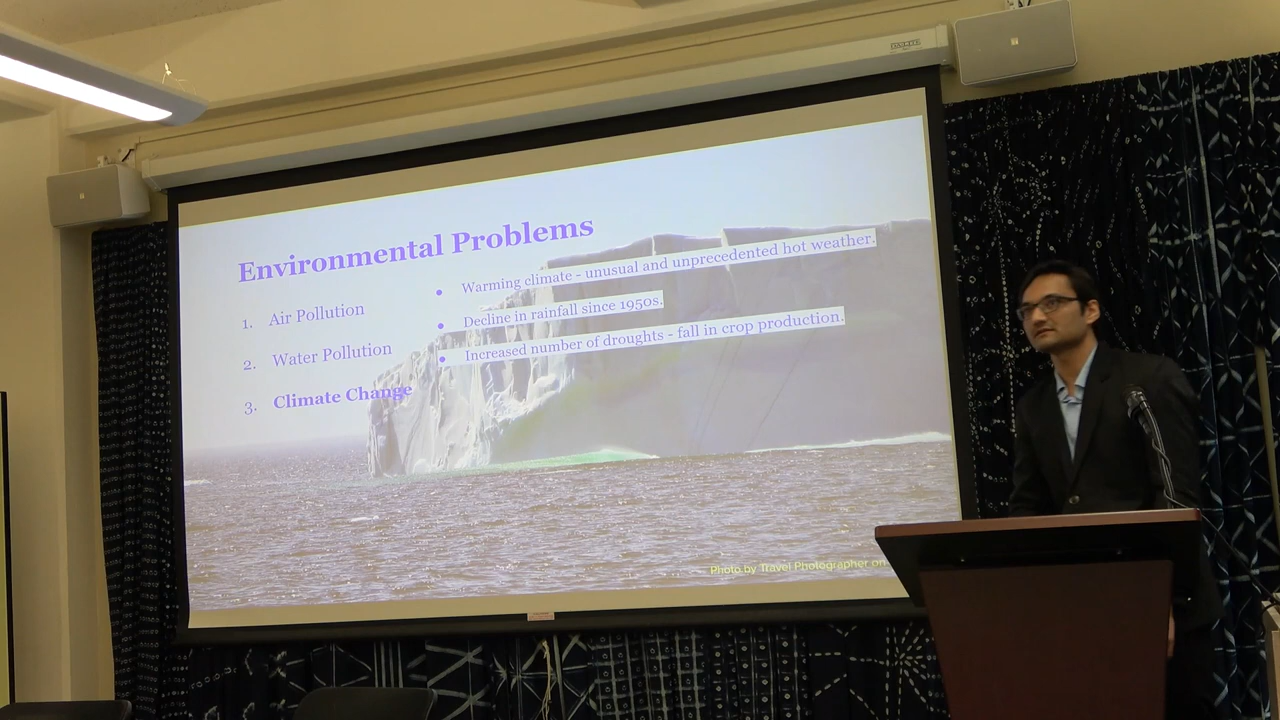 Environmental Problems
1. Air Pollution
2. Water Pollution
3. Climate Change
• Warming climate - unusual and unprecedented hot weather.
• Decline in rainfall since 1950s.
• Increased number of droughts - fall in crop production.
Photo by Travel Photographer on